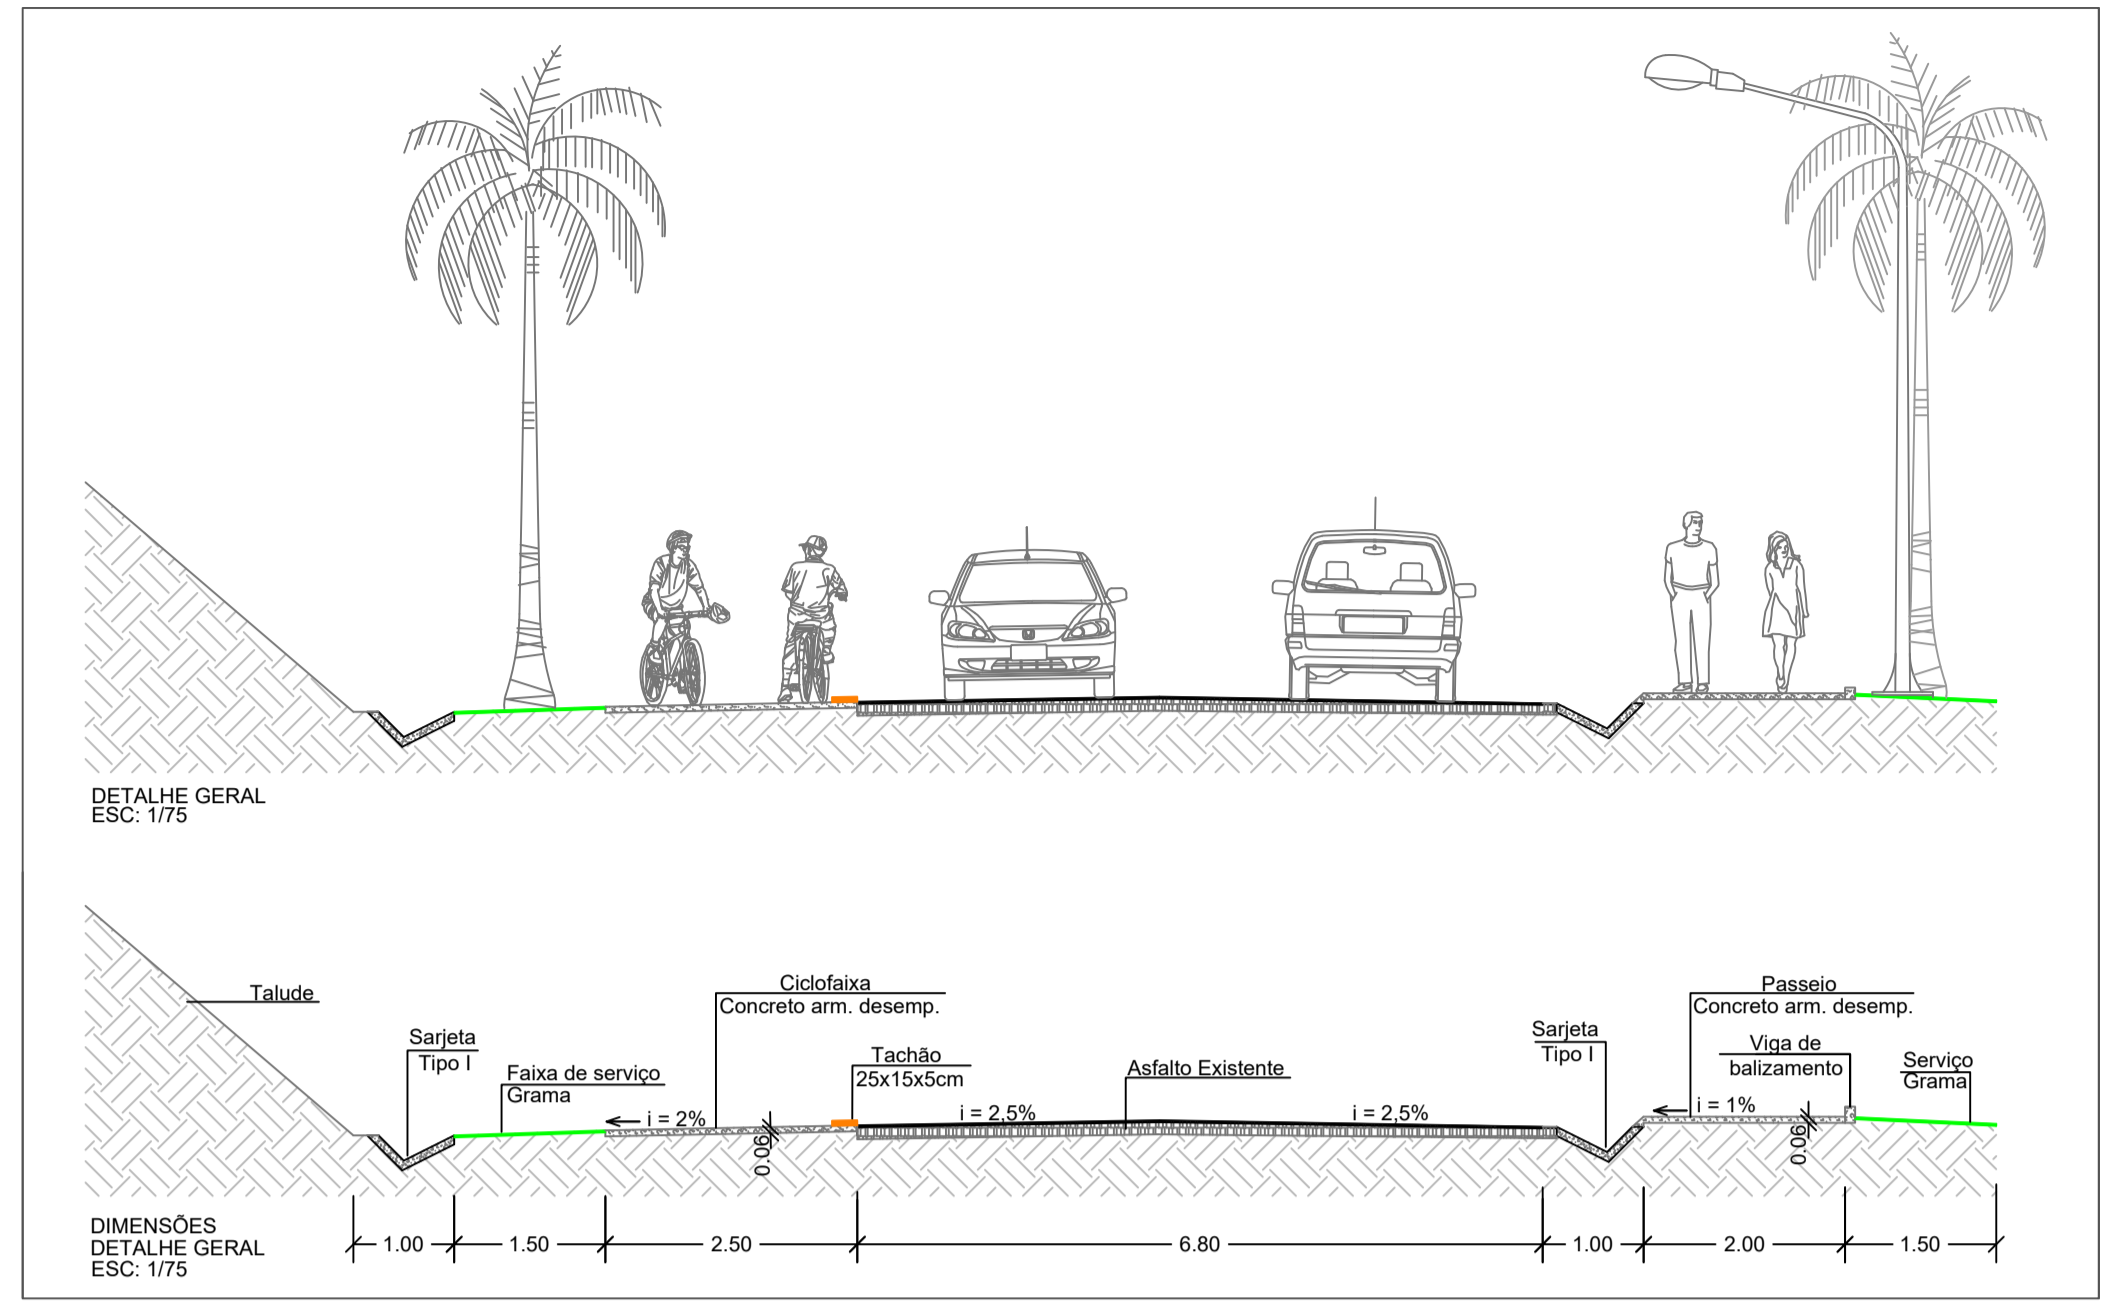 DETALHE GERAL
ESC: 1/75
Talude
Sarjeta
Tipo I
Faixa de serviço
Grama
Ciclofaixa
Concreto arm. desemp.
Tachão
25x15x5cm
Asfalto Existente
Sarjeta
Tipo I
Passeio
Concreto arm. desemp.
Viga de
balizamento
Serviço
Grama
i = 2%
0.06
i = 2,5%
i = 2,5%
i = 1%
0.06
DIMENSÕES
DETALHE GERAL
ESC: 1/75
1.00
1.50
2.50
6.80
1.00
2.00
1.50